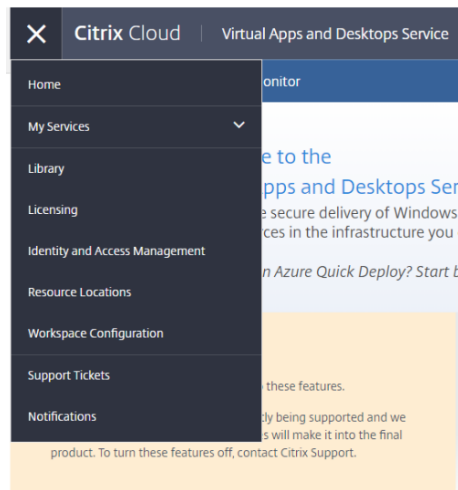 Citrix Cloud Virtual Apps and Desktops Service
Home
onitor
My Services
Library
e to the
pps and Desktops Ser
Licensing
e secure delivery of Windows
rces in the infrastructure you
Identity and Access Management
n Azure Quick Deploy? Start b
Resource Locations
Workspace Configuration
Support Tickets
these features.
Notifications
tly being supported and we
s will make it into the final
product. To turn these features off, contact Citrix Support.